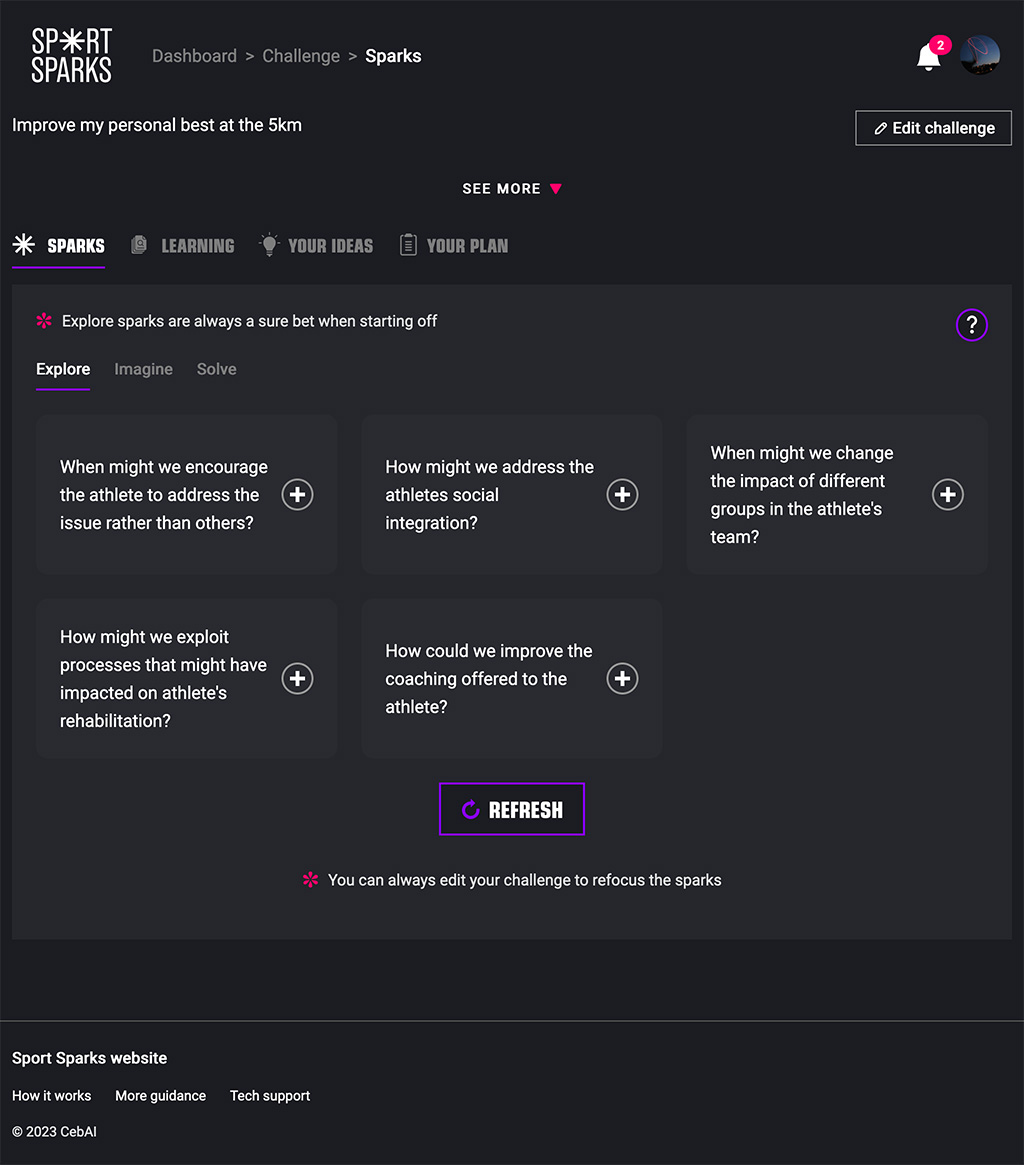 SP*RT
SPARKS
Dashboard > Challenge > Sparks
2
Improve my personal best at the 5km
Edit challenge
SEE MORE
SPARKS LEARNING YOUR IDEAS YOUR PLAN
Explore sparks are always a sure bet when starting off
?
Explore Imagine Solve
When might we encourage
the athlete to address the
issue rather than others?
How might we address the
athletes social
integration?
When might we change
the impact of different
groups in the athlete's
team?
How might we exploit
processes that might have
impacted on athlete's
rehabilitation?
How could we improve the
coaching offered to the
athlete?
REFRESH
You can always edit your challenge to refocus the sparks
Sport Sparks website
How it works More guidance Tech support
© 2023 CebAI